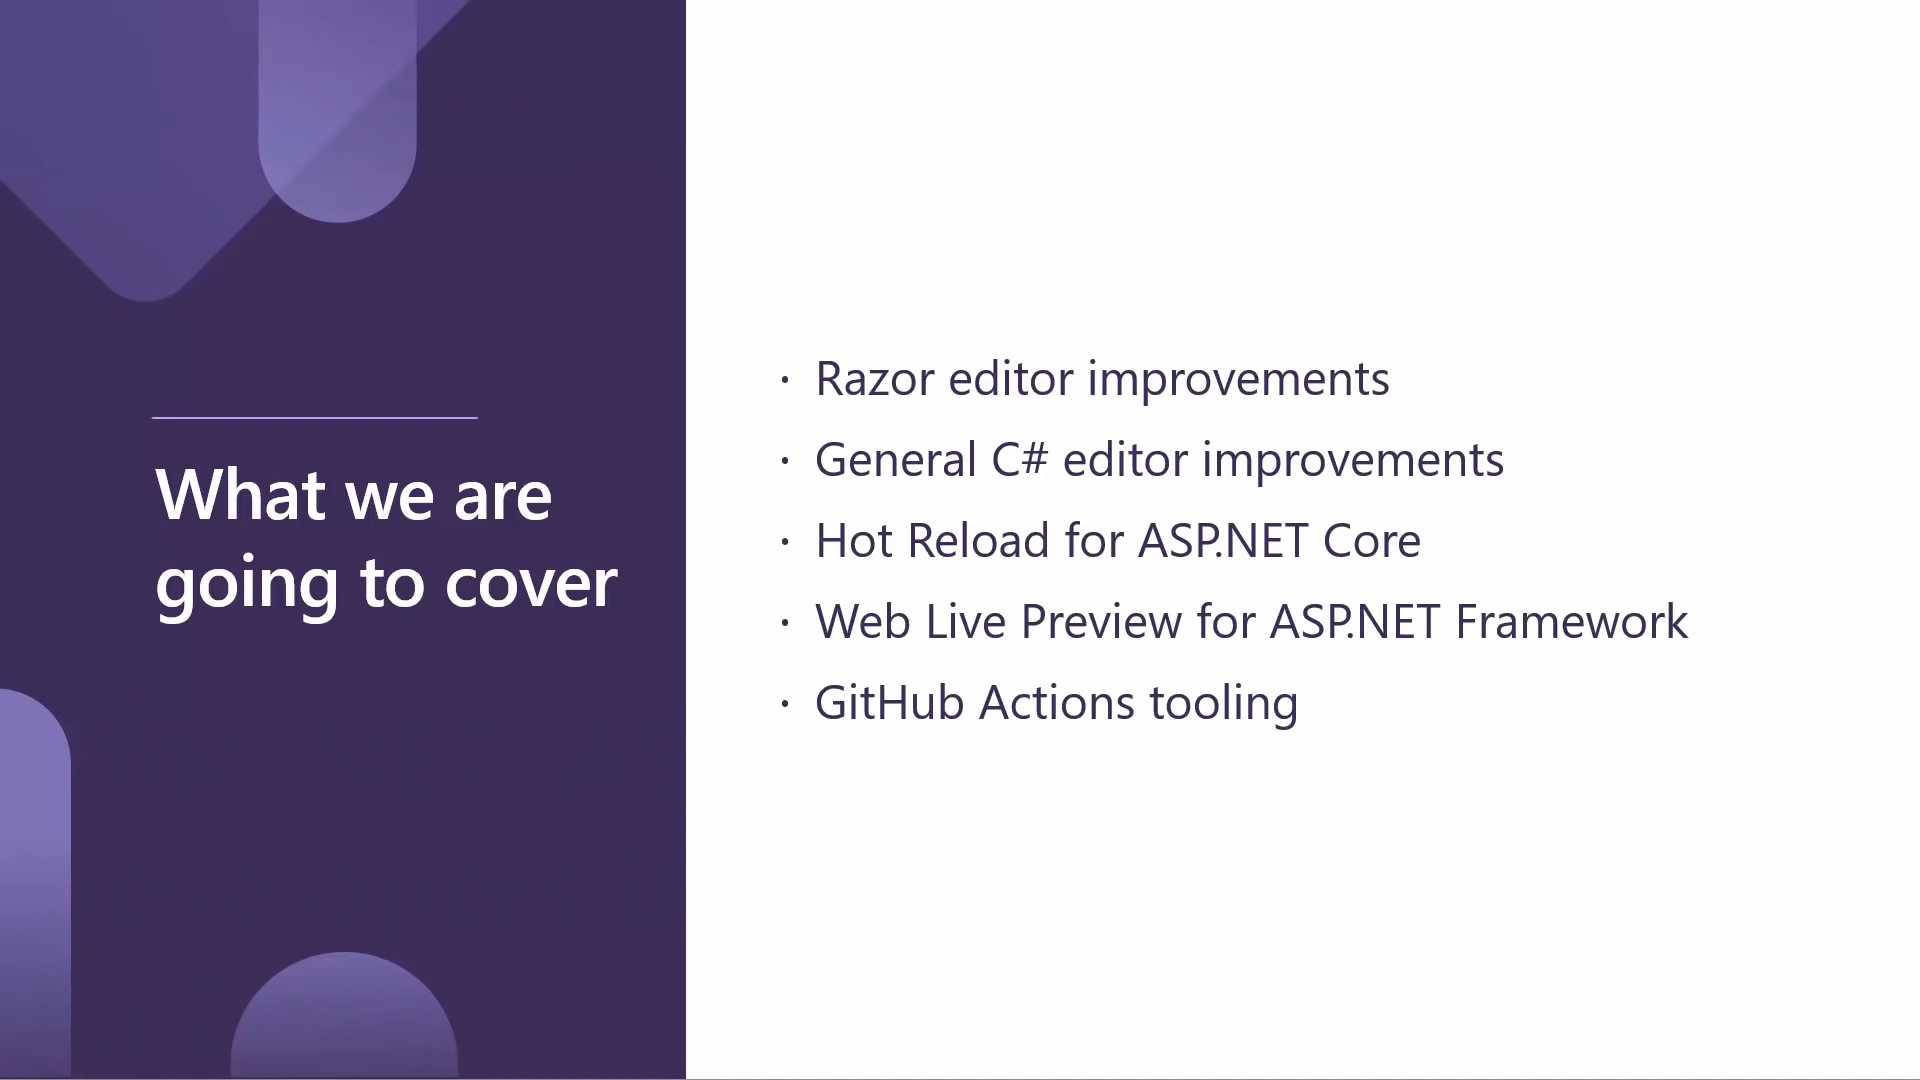 What we are
going to cover
· Razor editor improvements
· General C# editor improvements
· Hot Reload for ASP.NET Core
· Web Live Preview for ASP.NET Framework
· GitHub Actions tooling